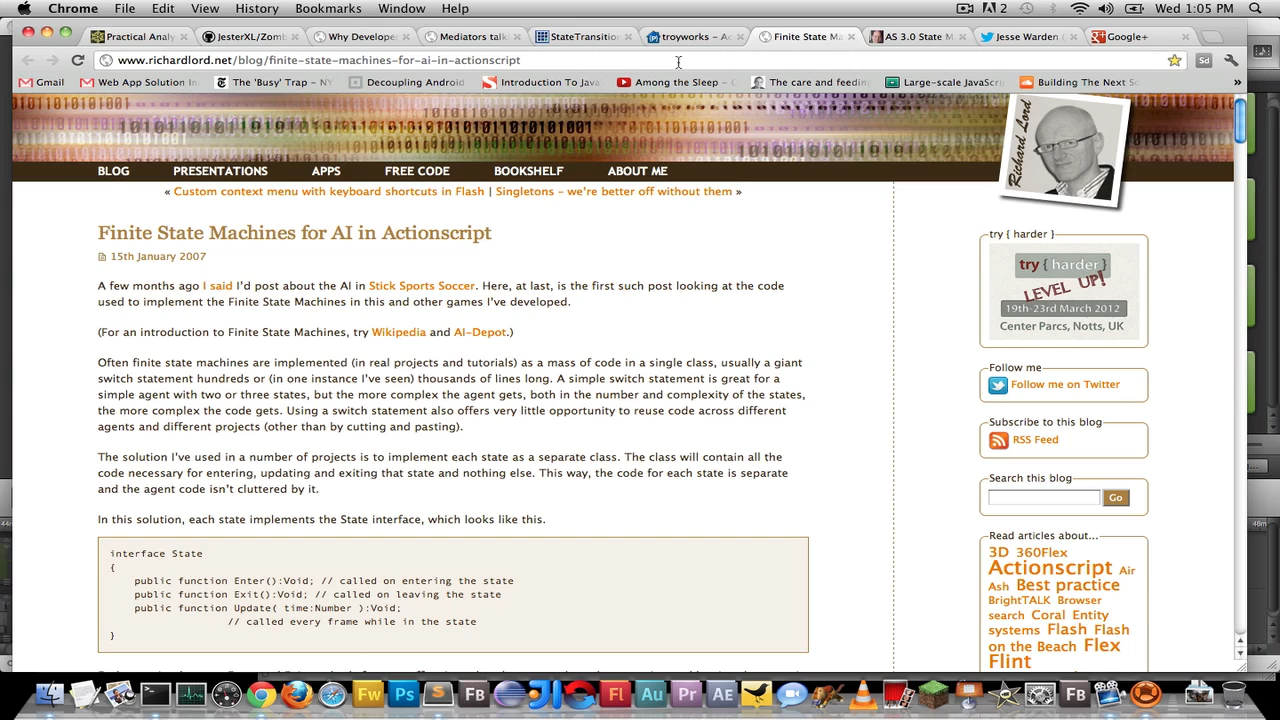 Chrome File Edit View History Bookmarks Window Help 2 Wed 1:05 PM
Practical Analy JesterXL/Zomb Why Develope Mediators talk StateTransitio troyworks – Ac Finite State Ma AS 3.0 State M Jesse Warden ( Google+
www.richardlord.net/blog/finite-state-machines-for-ai-in-actionscript Sd
Gmail Web App Solution The 'Busy' Trap – NY Decoupling Android Introduction To Java Among the Sleep – The care and feeding Large-scale JavaScri Building The Next Sc »
Richard Lord
BLOG PRESENTATIONS APPS FREE CODE BOOKSHELF ABOUT ME
« Custom context menu with keyboard shortcuts in Flash | Singletons – we're better off without them »
Finite State Machines for AI in Actionscript
15th January 2007
A few months ago I said I'd post about the AI in Stick Sports Soccer. Here, at last, is the first such post looking at the code
used to implement the Finite State Machines in this and other games I've developed.
(For an introduction to Finite State Machines, try Wikipedia and AI-Depot.)
Often finite state machines are implemented (in real projects and tutorials) as a mass of code in a single class, usually a giant
switch statement hundreds or (in one instance I've seen) thousands of lines long. A simple switch statement is great for a
simple agent with two or three states, but the more complex the agent gets, both in the number and complexity of the states,
the more complex the code gets. Using a switch statement also offers very little opportunity to reuse code across different
agents and different projects (other than by cutting and pasting).
The solution I've used in a number of projects is to implement each state as a separate class. The class will contain all the
code necessary for entering, updating and exiting that state and nothing else. This way, the code for each state is separate
and the agent code isn't cluttered by it.
In this solution, each state implements the State interface, which looks like this.
interface State
{
public function Enter():Void; // called on entering the state
public function Exit():Void; // called on leaving the state
public function Update( time:Number ):Void;
// called every frame while in the state
}
try { harder }
try { harder }
LEVEL UP!
19th-23rd March 2012
Center Parcs, Notts, UK
Follow me
Follow me on Twitter
Subscribe to this blog
RSS Feed
Search this blog
Go
Read articles about...
3D 360Flex
Actionscript Air
Ash Best practice
BrightTALK Browser
search Coral Entity
systems Flash Flash
on the Beach Flex
Flint
Fw Ps S Fb Fl Au Pr AE Fb